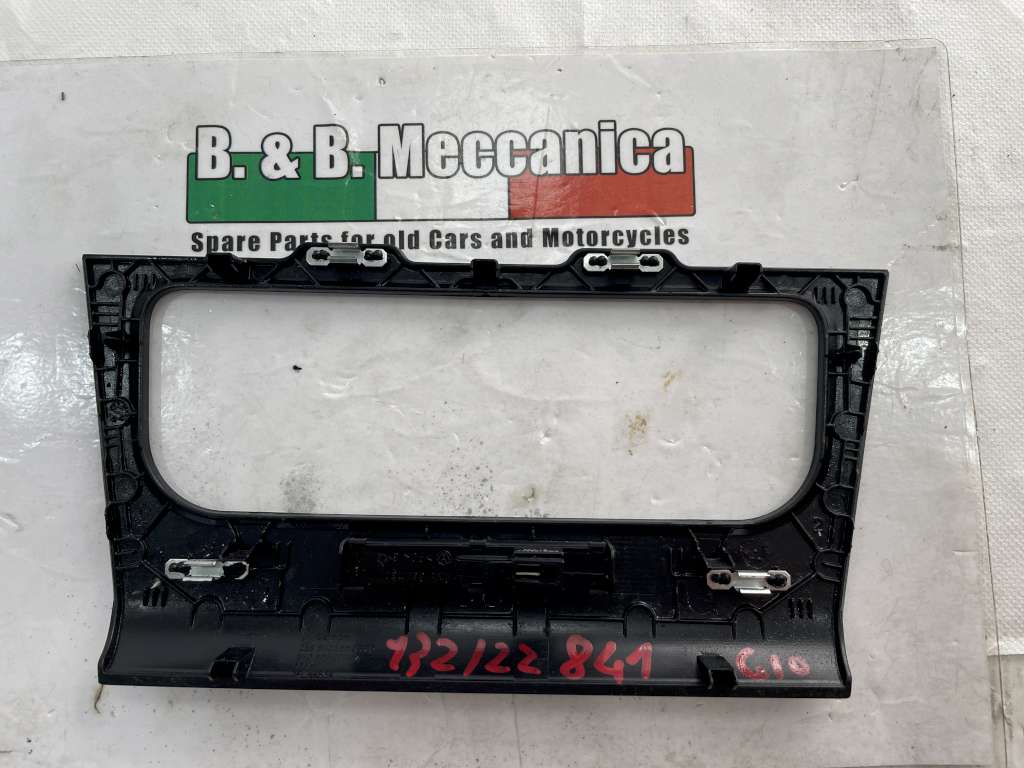 B. & B. Meccanica
Spare Parts for old Cars and Motorcycles
132/22 841 G10